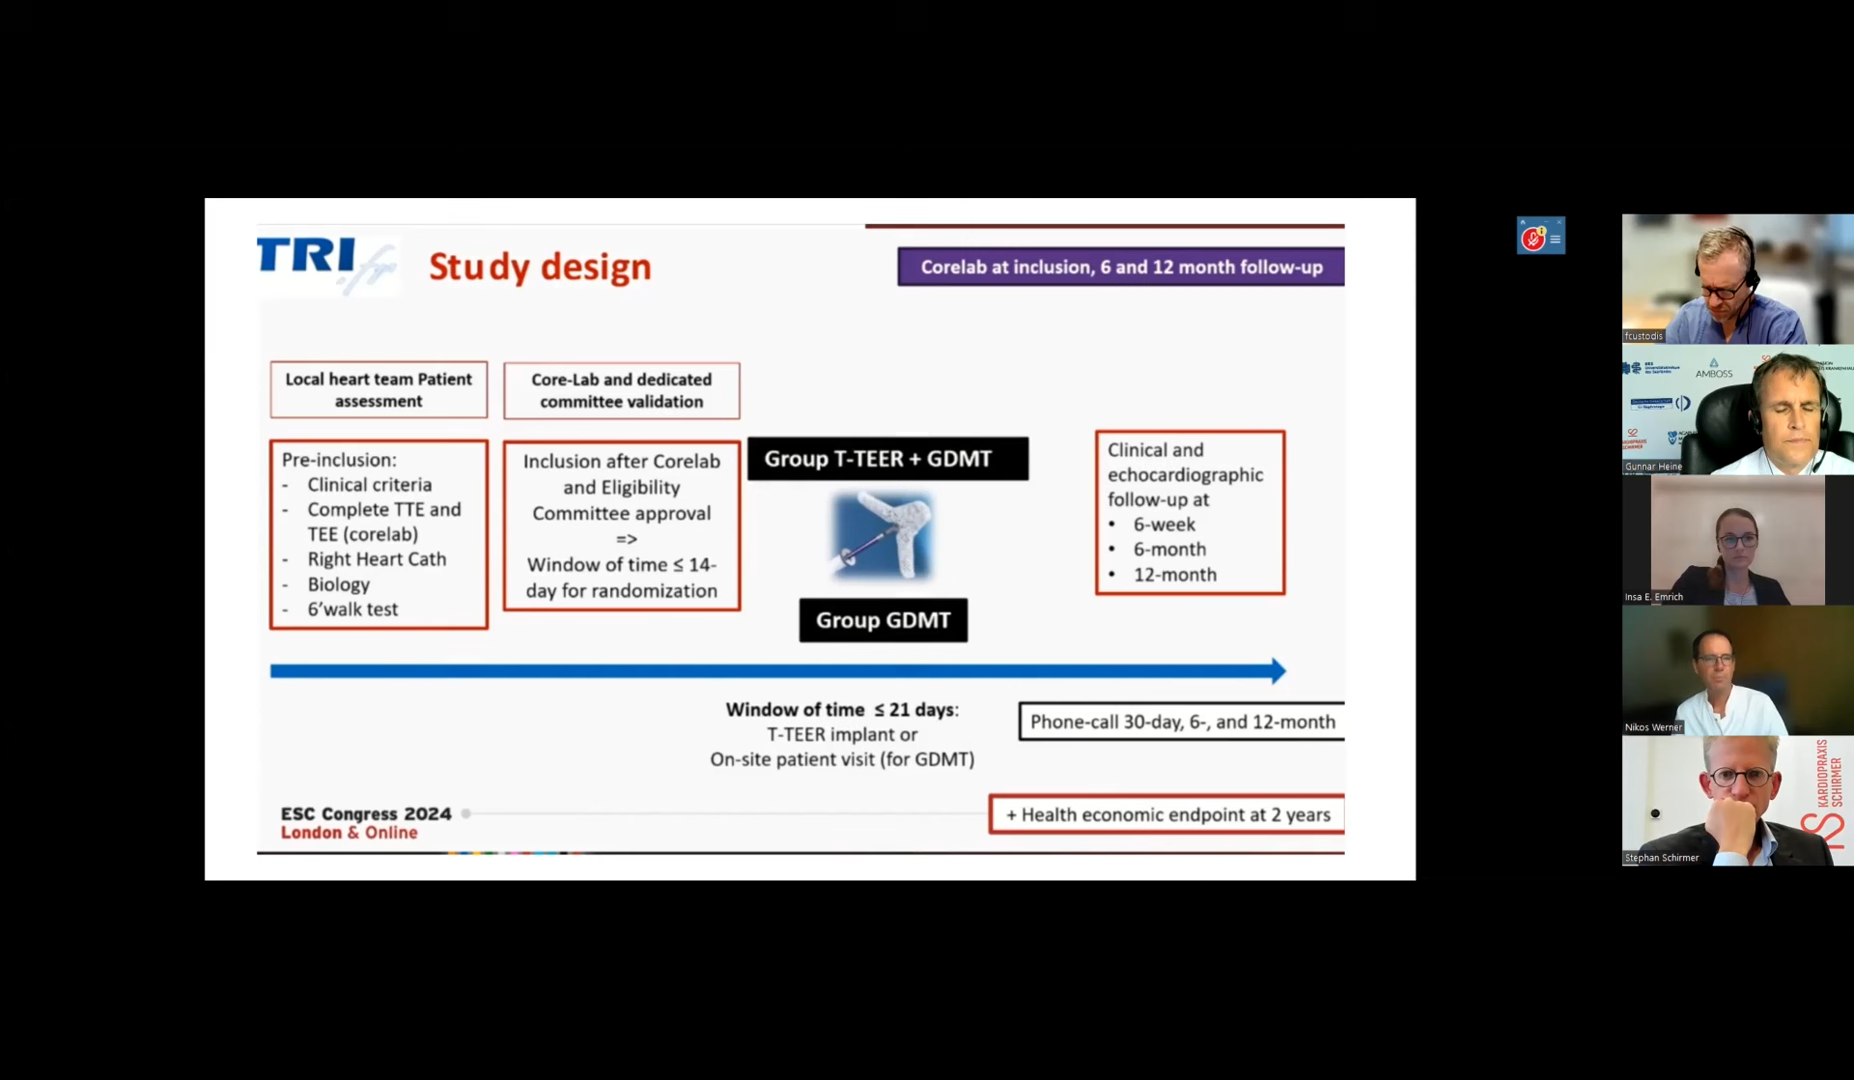 TRI.fr
Study design
Corelab at inclusion, 6 and 12 month follow-up
Local heart team Patient
assessment
Core-Lab and dedicated
committee validation
Pre-inclusion:
- Clinical criteria
- Complete TTE and
TEE (corelab)
- Right Heart Cath
- Biology
- 6'walk test
Inclusion after Corelab
and Eligibility
Committee approval
=>
Window of time ≤ 14-
day for randomization
Group T-TEER + GDMT
Group GDMT
Clinical and
echocardiographic
follow-up at
• 6-week
• 6-month
• 12-month
Window of time ≤ 21 days:
T-TEER implant or
On-site patient visit (for GDMT)
Phone-call 30-day, 6-, and 12-month
+ Health economic endpoint at 2 years
ESC Congress 2024
London & Online
fcustodis
AMBOSS
Gunnar Heine
Insa E. Emrich
Nikos Werner
KARDIOPRAXIS
SCHIRMER
Stephan Schirmer